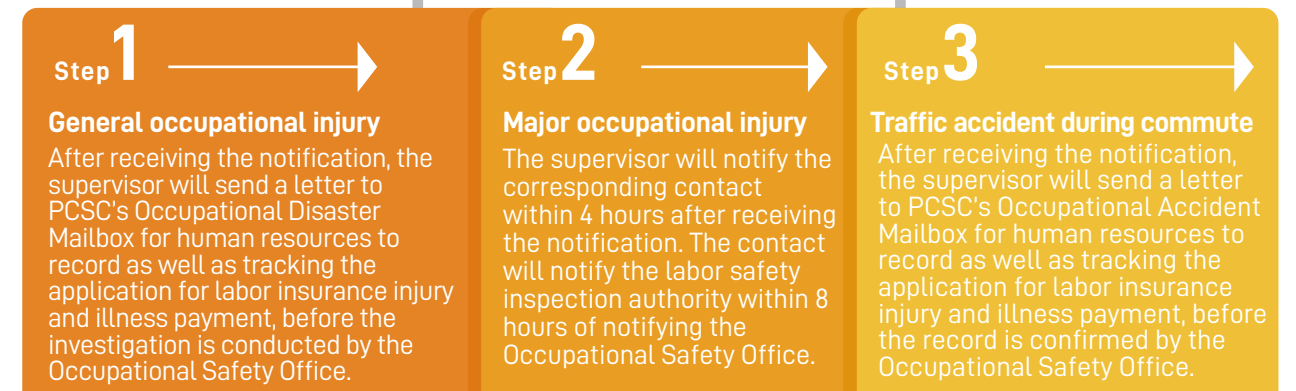 Step 1
General occupational injury
After receiving the notification, the
supervisor will send a letter to
PCSC's Occupational Disaster
Mailbox for human resources to
record as well as tracking the
application for labor insurance injury
and illness payment, before the
investigation is conducted by the
Occupational Safety Office.
Step 2
Major occupational injury
The supervisor will notify the
corresponding contact
within 4 hours after receiving
the notification. The contact
will notify the labor safety
inspection authority within 8
hours of notifying the
Occupational Safety Office.
Step 3
Traffic accident during commute
After receiving the notification,
the supervisor will send a letter
to PCSC's Occupational Accident
Mailbox for human resources to
record as well as tracking the
application for labor insurance
injury and illness payment, before
the record is confirmed by the
Occupational Safety Office.